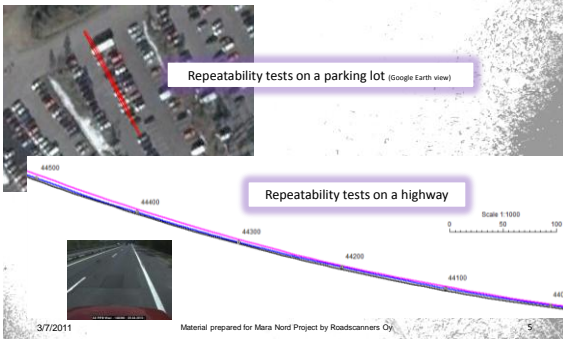 Repeatability tests on a parking lot (Google Earth view)
44500
44400
Repeatability tests on a highway
Scale 1:1000
0 50 100
44300
44200
44100
440
3/7/2011 Material prepared for Mara Nord Project by Roadscanners Oy 5